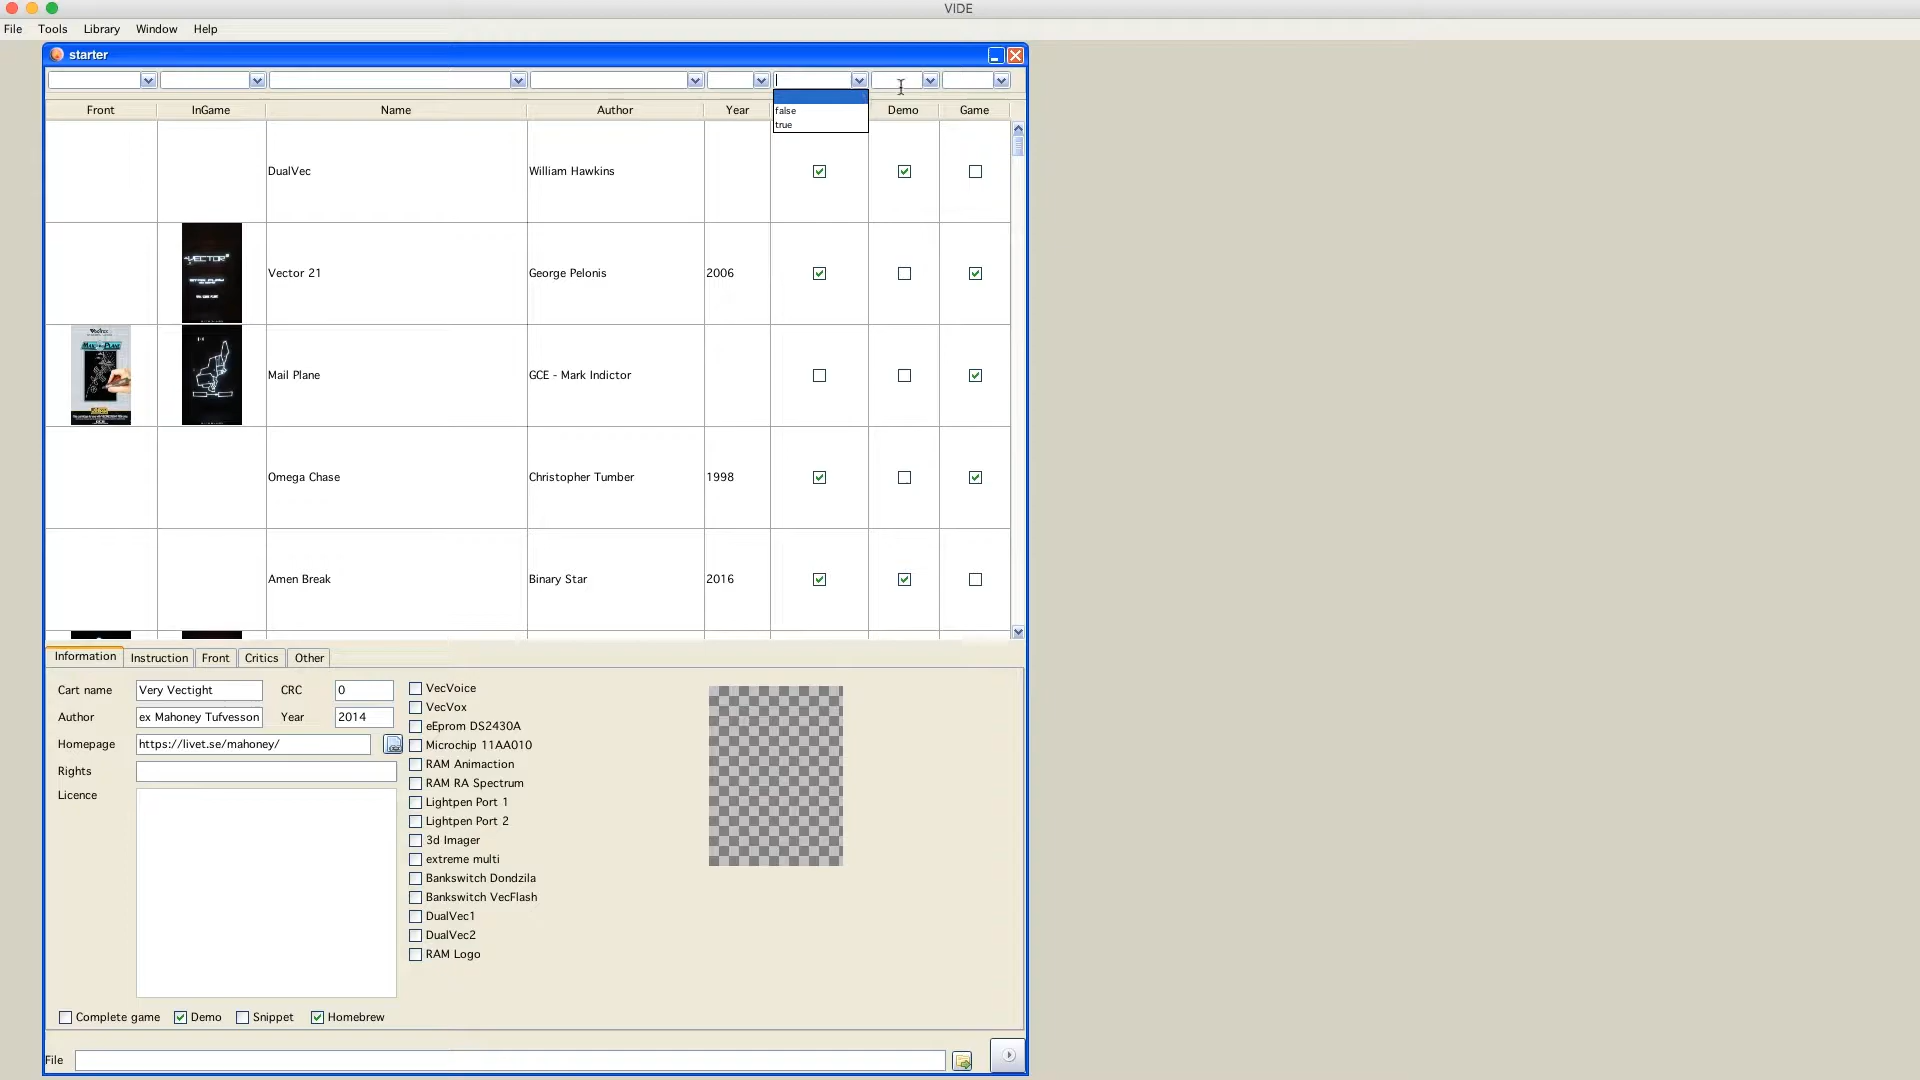 VIDE
File Tools Library Window Help
starter
false
true
Front InGame Name Author Year Demo Game
DualVec William Hawkins
VECTOR
Vector 21 George Pelonis 2006
MAIL PLANE
Mail Plane GCE - Mark Indictor
Omega Chase Christopher Tumber 1998
Amen Break Binary Star 2016
Information Instruction Front Critics Other
Cart name Very Vectight CRC 0
Author ex Mahoney Tufvesson Year 2014
Homepage https://livet.se/mahoney/
Rights
Licence
VecVoice
VecVox
eEprom DS2430A
Microchip 11AA010
RAM Animaction
RAM RA Spectrum
Lightpen Port 1
Lightpen Port 2
3d Imager
extreme multi
Bankswitch Dondzila
Bankswitch VecFlash
DualVec1
DualVec2
RAM Logo
Complete game Demo Snippet Homebrew
File